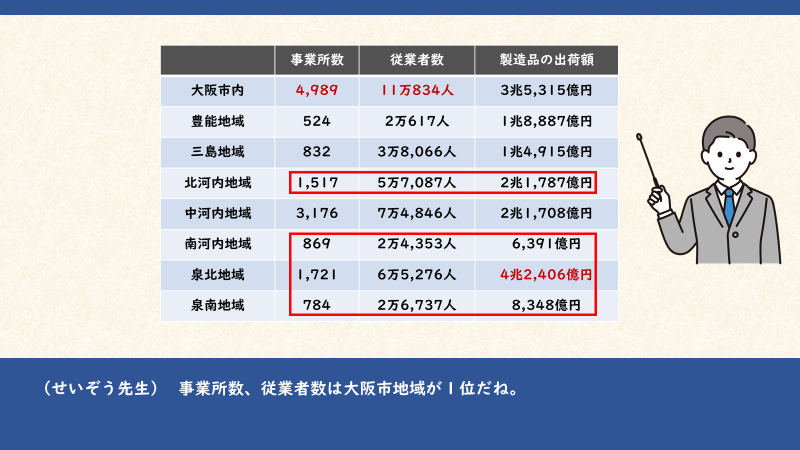 事業所数 従業者数 製造品の出荷額
大阪市内 4,989 11万834人 3兆5,315億円
豊能地域 524 2万617人 1兆8,887億円
三島地域 832 3万8,066人 1兆4,915億円
北河内地域 1,517 5万7,087人 2兆1,787億円
中河内地域 3,176 7万4,846人 2兆1,708億円
南河内地域 869 2万4,353人 6,391億円
泉北地域 1,721 6万5,276人 4兆2,406億円
泉南地域 784 2万6,737人 8,348億円
（せいぞう先生）　事業所数、従業者数は大阪市地域が１位だね。